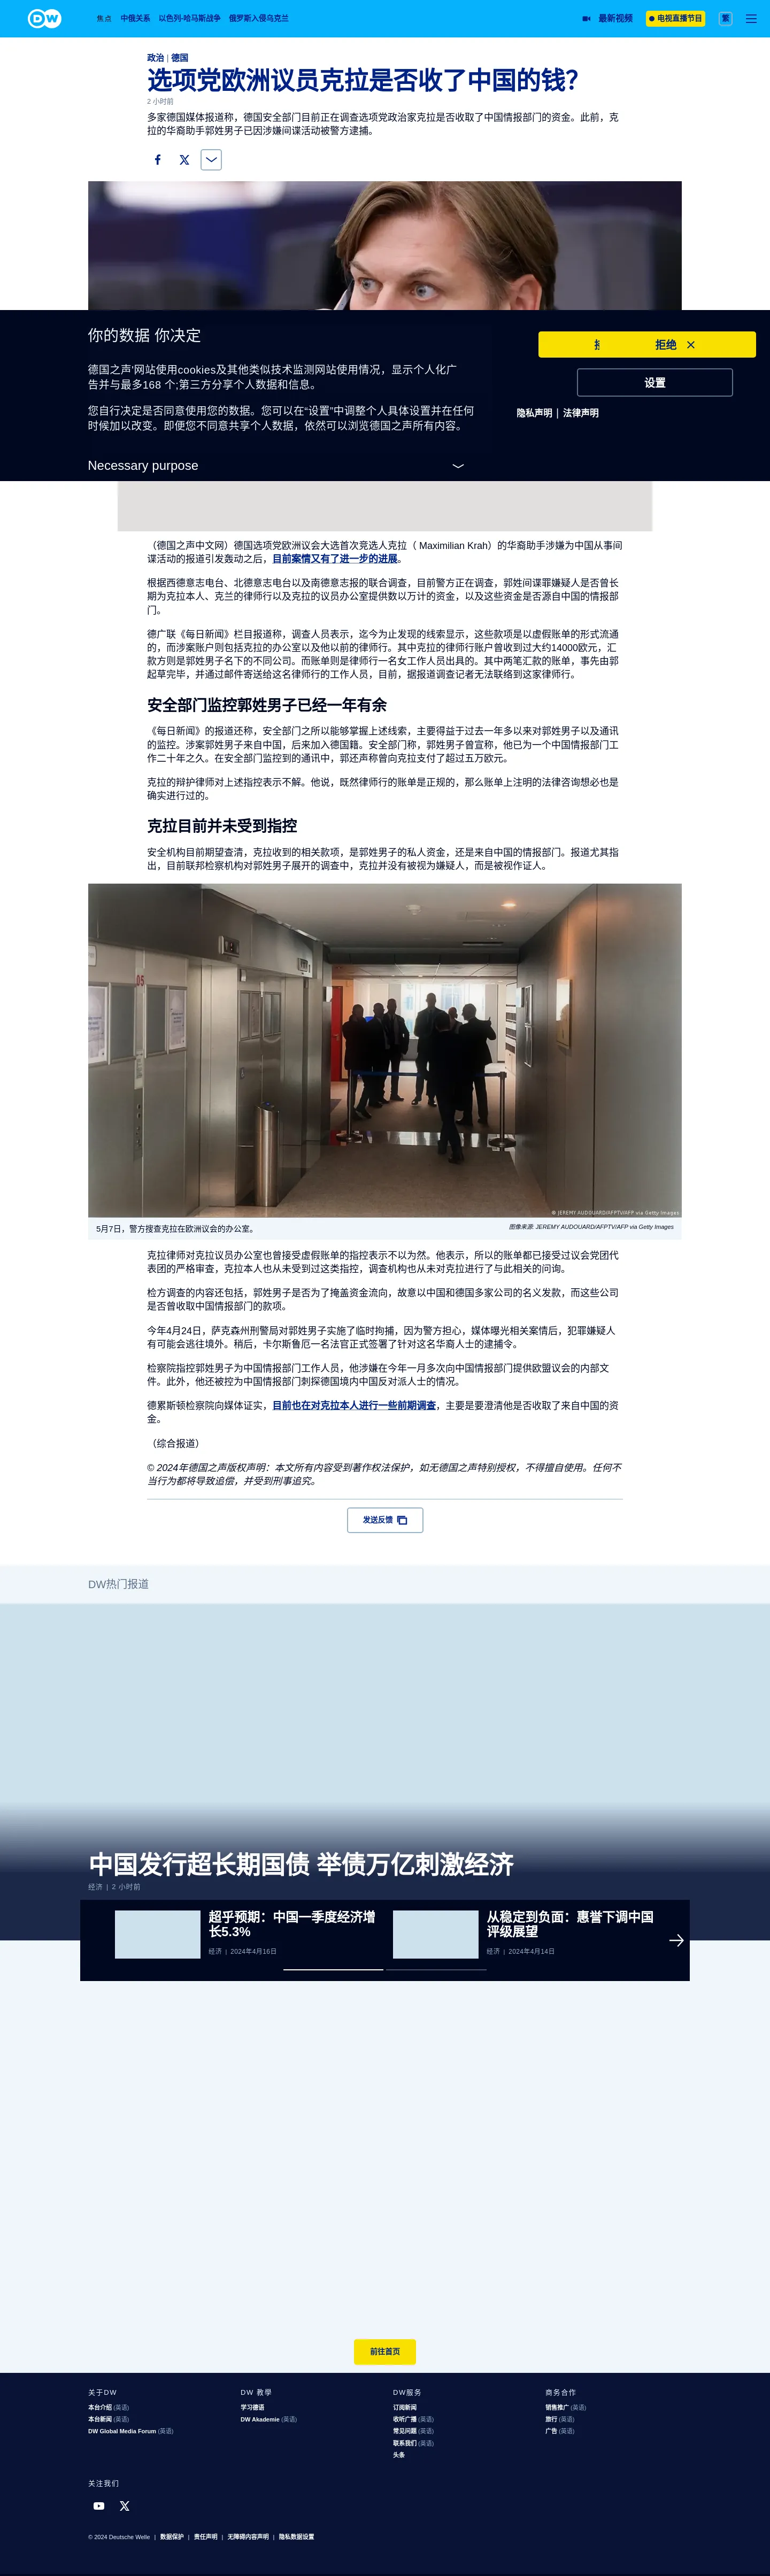 DW
焦点 中俄关系 以色列-哈马斯战争 俄罗斯入侵乌克兰 最新视频 电视直播节目 繁
政治 | 德国
选项党欧洲议员克拉是否收了中国的钱？
2 小时前
多家德国媒体报道称，德国安全部门目前正在调查选项党政治家克拉是否收取了中国情报部门的资金。此前，克
拉的华裔助手郭姓男子已因涉嫌间谍活动被警方逮捕。
你的数据 你决定
德国之声'网站使用cookies及其他类似技术监测网站使用情况，显示个人化广
告并与最多168 个;第三方分享个人数据和信息。
您自行决定是否同意使用您的数据。您可以在“设置”中调整个人具体设置并在任何
时候加以改变。即便您不同意共享个人数据，依然可以浏览德国之声所有内容。
Necessary purpose
拒绝
设置
隐私声明 | 法律声明
（德国之声中文网）德国选项党欧洲议会大选首次竞选人克拉（ Maximilian Krah）的华裔助手涉嫌为中国从事间
谍活动的报道引发轰动之后，目前案情又有了进一步的进展。
根据西德意志电台、北德意志电台以及南德意志报的联合调查，目前警方正在调查，郭姓间谍罪嫌疑人是否曾长
期为克拉本人、克兰的律师行以及克拉的议员办公室提供数以万计的资金，以及这些资金是否源自中国的情报部
门。
德广联《每日新闻》栏目报道称，调查人员表示，迄今为止发现的线索显示，这些款项是以虚假账单的形式流通
的，而涉案账户则包括克拉的办公室以及他以前的律师行。其中克拉的律师行账户曾收到过大约14000欧元，汇
款方则是郭姓男子名下的不同公司。而账单则是律师行一名女工作人员出具的。其中两笔汇款的账单，事先由郭
起草完毕，并通过邮件寄送给这名律师行的工作人员，目前，据报道调查记者无法联络到这家律师行。
安全部门监控郭姓男子已经一年有余
《每日新闻》的报道还称，安全部门之所以能够掌握上述线索，主要得益于过去一年多以来对郭姓男子以及通讯
的监控。涉案郭姓男子来自中国，后来加入德国籍。安全部门称，郭姓男子曾宣称，他已为一个中国情报部门工
作二十年之久。在安全部门监控到的通讯中，郭还声称曾向克拉支付了超过五万欧元。
克拉的辩护律师对上述指控表示不解。他说，既然律师行的账单是正规的，那么账单上注明的法律咨询想必也是
确实进行过的。
克拉目前并未受到指控
安全机构目前期望查清，克拉收到的相关款项，是郭姓男子的私人资金，还是来自中国的情报部门。报道尤其指
出，目前联邦检察机构对郭姓男子展开的调查中，克拉并没有被视为嫌疑人，而是被视作证人。
05
© JEREMY AUDOUARD/AFPTV/AFP via Getty Images
5月7日，警方搜查克拉在欧洲议会的办公室。
图像来源: JEREMY AUDOUARD/AFPTV/AFP via Getty Images
克拉律师对克拉议员办公室也曾接受虚假账单的指控表示不以为然。他表示，所以的账单都已接受过议会党团代
表团的严格审查，克拉本人也从未受到过这类指控，调查机构也从未对克拉进行了与此相关的问询。
检方调查的内容还包括，郭姓男子是否为了掩盖资金流向，故意以中国和德国多家公司的名义发款，而这些公司
是否曾收取中国情报部门的款项。
今年4月24日，萨克森州刑警局对郭姓男子实施了临时拘捕，因为警方担心，媒体曝光相关案情后，犯罪嫌疑人
有可能会逃往境外。稍后，卡尔斯鲁厄一名法官正式签署了针对这名华裔人士的逮捕令。
检察院指控郭姓男子为中国情报部门工作人员，他涉嫌在今年一月多次向中国情报部门提供欧盟议会的内部文
件。此外，他还被控为中国情报部门刺探德国境内中国反对派人士的情况。
德累斯顿检察院向媒体证实，目前也在对克拉本人进行一些前期调查，主要是要澄清他是否收取了来自中国的资
金。
（综合报道）
© 2024年德国之声版权声明：本文所有内容受到著作权法保护，如无德国之声特别授权，不得擅自使用。任何不
当行为都将导致追偿，并受到刑事追究。
发送反馈
DW热门报道
中国发行超长期国债 举债万亿刺激经济
经济 | 2 小时前
超乎预期：中国一季度经济增
长5.3%
经济 | 2024年4月16日
从稳定到负面：惠誉下调中国
评级展望
经济 | 2024年4月14日
前往首页
关于DW
本台介绍 (英语)
本台新闻 (英语)
DW Global Media Forum (英语)
DW 教學
学习德语
DW Akademie (英语)
DW服务
订阅新闻
收听广播 (英语)
常见问题 (英语)
联系我们 (英语)
头条
商务合作
销售推广 (英语)
旅行 (英语)
广告 (英语)
关注我们
© 2024 Deutsche Welle | 数据保护 | 责任声明 | 无障碍内容声明 | 隐私数据设置